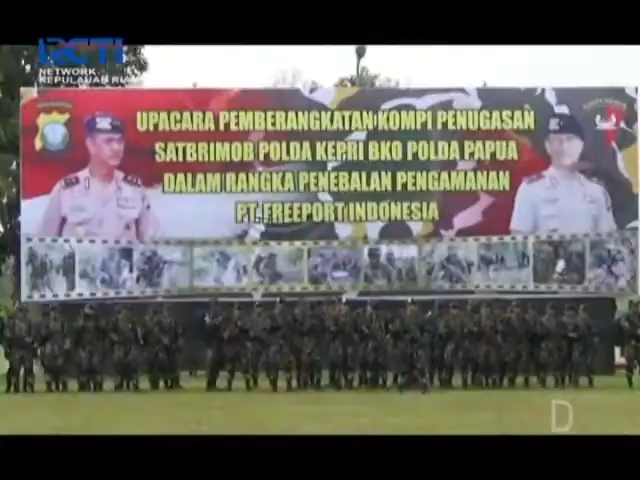 RCTI
NETWORK
KEPULAUAN RIAU
UPACARA PEMBERANGKATAN KOMPI PENUGASAN
SATBRIMOB POLDA KEPRI BKO POLDA PAPUA
DALAM RANGKA PENEBALAN PENGAMANAN
PT. FREEPORT INDONESIA
D